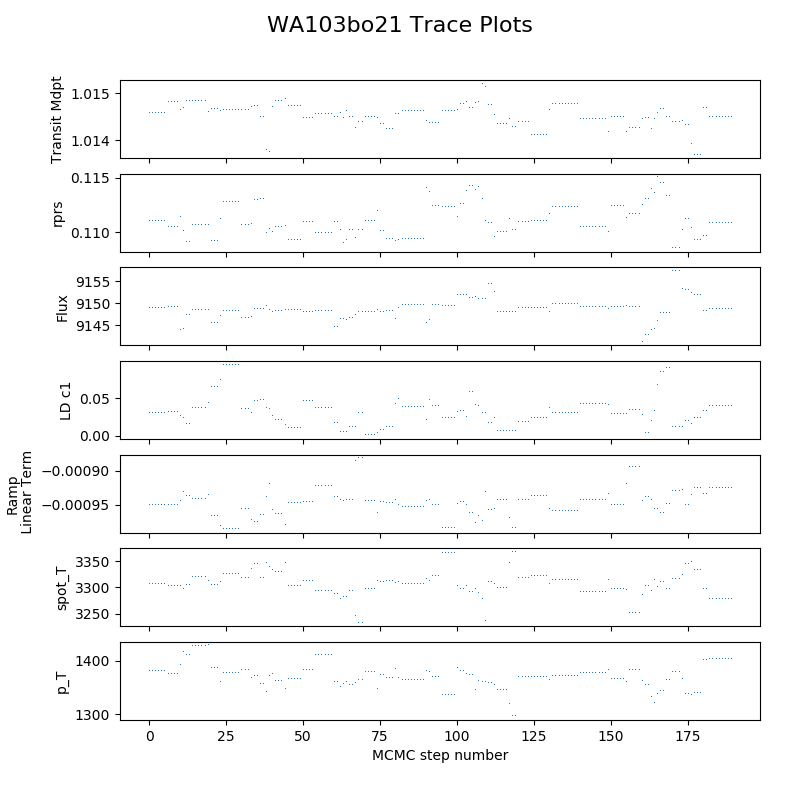 WA103bo21 Trace Plots
Transit Mdpt
1.015
1.014
rprs
0.115
0.110
Flux
9155
9150
9145
LD c1
0.05
0.00
Ramp
Linear Term
−0.00090
−0.00095
spot_T
3350
3300
3250
p_T
1400
1300
0 25 50 75 100 125 150 175
MCMC step number